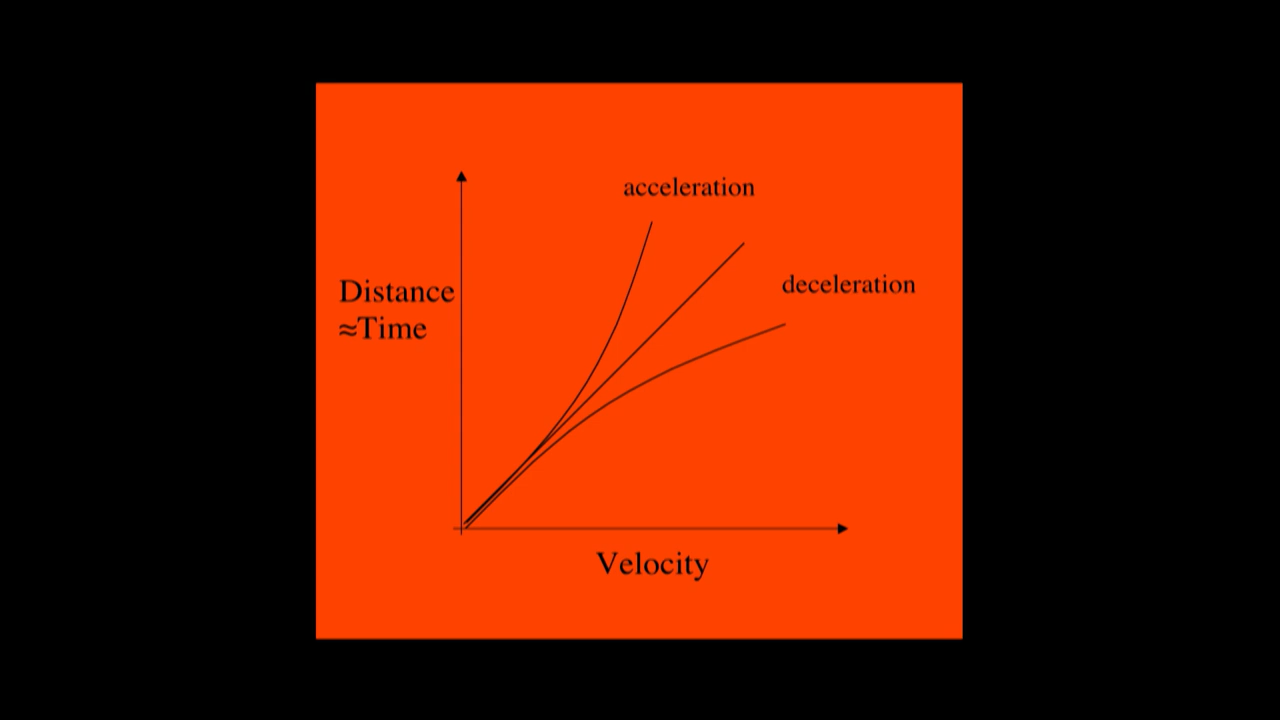 acceleration
deceleration
Distance
≈Time
Velocity